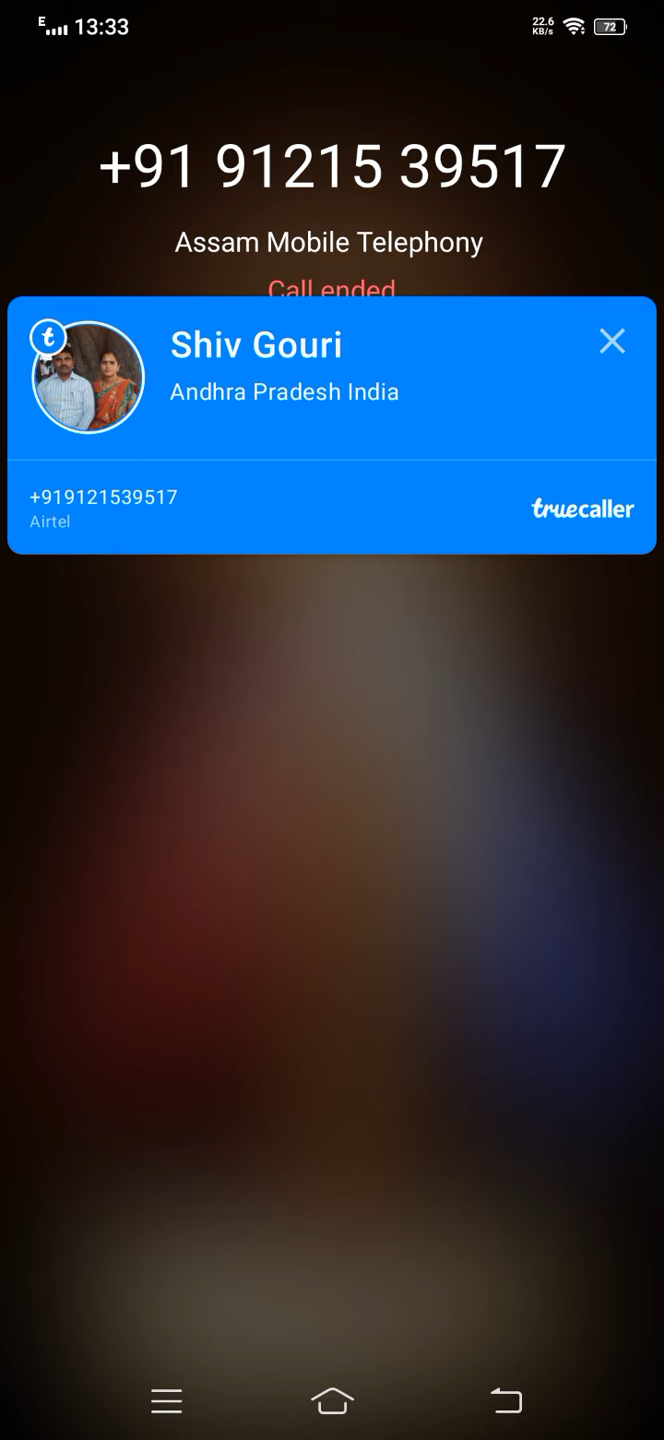 E 13:33 22.6 KB/s 72
+91 91215 39517
Assam Mobile Telephony
Call ended
t
Shiv Gouri
Andhra Pradesh India
+919121539517
Airtel
truecaller